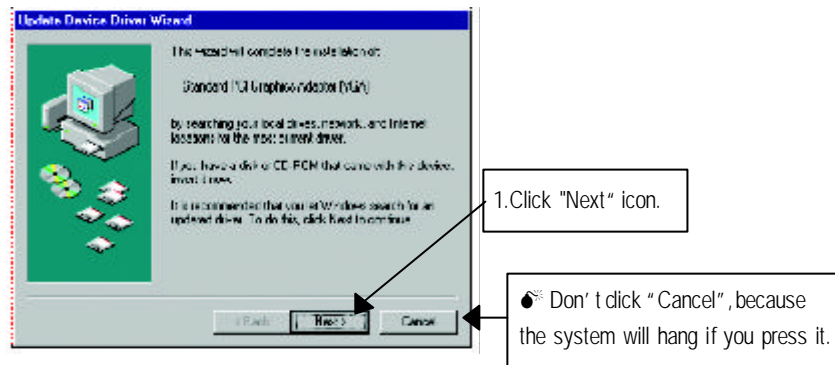 Update Device Driver Wizard
This wizard will complete the installation of:
Standard PCI Graphics Adapter (VGA)
by searching your local drives, network, and Internet
locations for the most current driver.
If you have a disk or CD-ROM that came with this device,
insert it now.
It is recommended that you let Windows search for an
updated driver. To do this, click Next to continue.
< Back
Next >
Cancel
1.Click "Next" icon.
Don' t click “Cancel”, because
the system will hang if you press it.